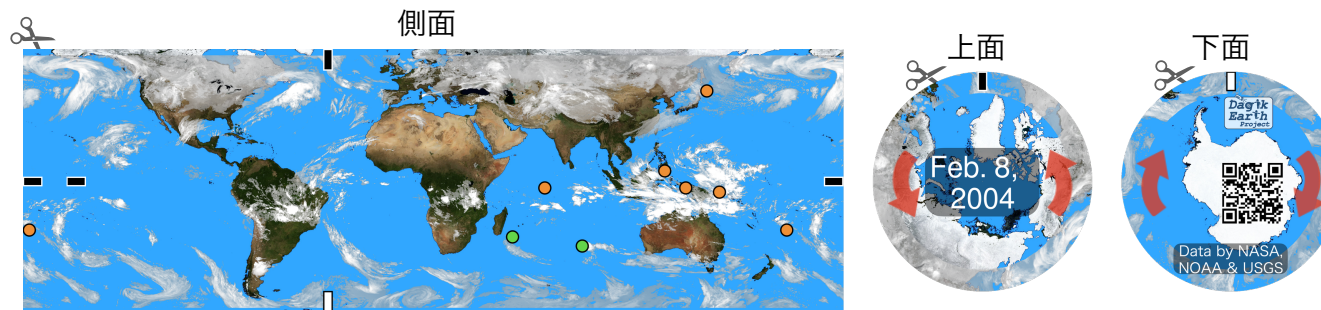 側面
上面
Feb. 8,
2004
下面
Dagik
Earth
Project
Data by NASA,
NOAA & USGS